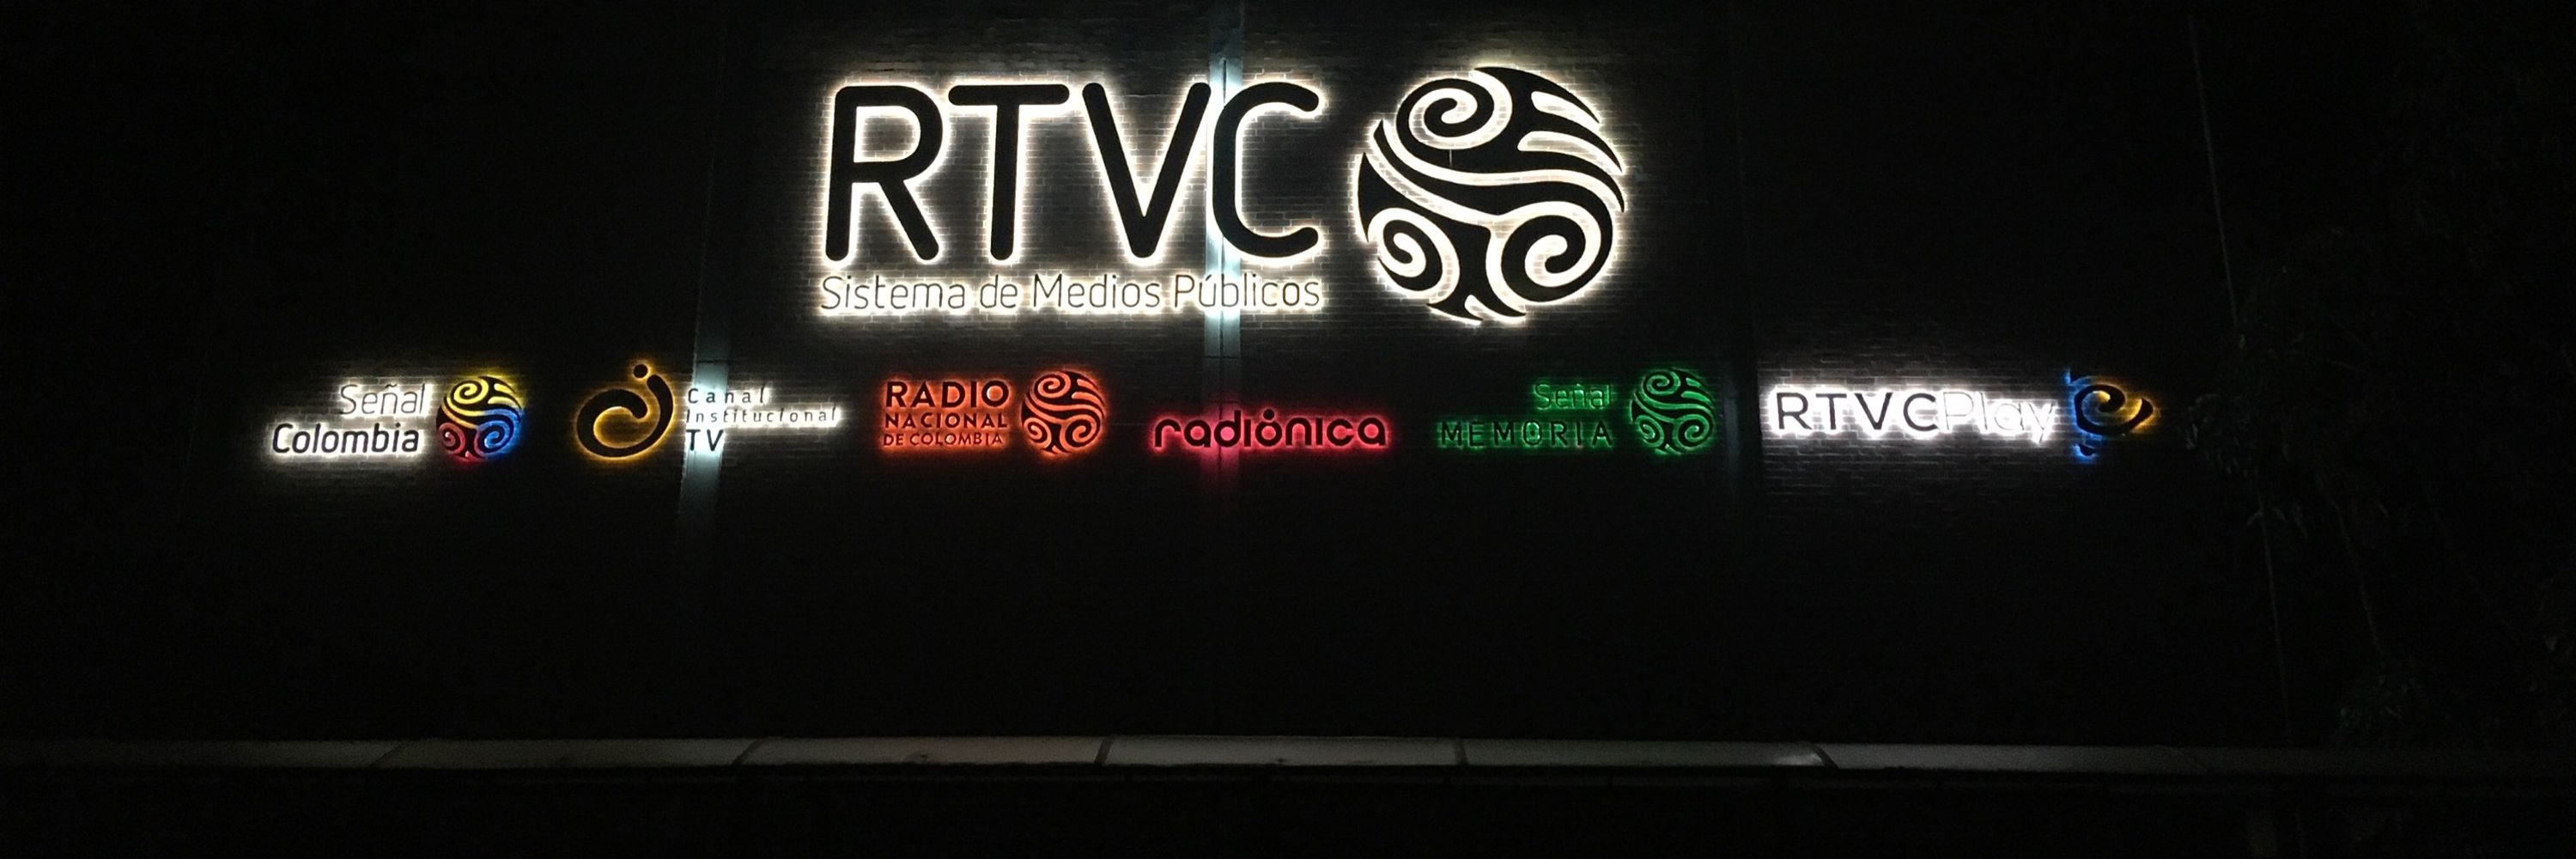 RTVC
Sistema de Medios Públicos
Señal
Colombia
Canal
Institucional
TV
RADIO
NACIONAL
DE COLOMBIA
radiónica
Señal
MEMORIA
RTVCPlay